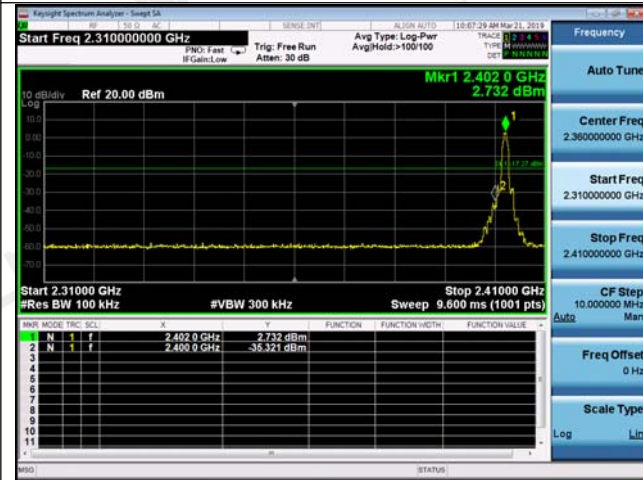 Keysight Spectrum Analyzer - Swept SA
RF 50 Ω AC SENSE:INT ALIGN AUTO 10:07:29 AM Mar 21, 2019
Start Freq 2.310000000 GHz
PNO: Fast
IFGain:Low
Trig: Free Run
Atten: 30 dB
Avg Type: Log-Pwr
Avg|Hold:>100/100
TRACE 1 2 3 4 5 6
TYPE M WWWWW
DET P NNNNN
Mkr1 2.402 0 GHz
2.732 dBm
10 dB/div Ref 20.00 dBm
Log
10.0
0.00
-10.0
-20.0
-30.0
-40.0
-50.0
-60.0
-70.0
1
DL1 -17.27 dBm
2
Start 2.31000 GHz Stop 2.41000 GHz
#Res BW 100 kHz #VBW 300 kHz Sweep 9.600 ms (1001 pts)
MKR MODE TRC SCL X Y FUNCTION FUNCTION WIDTH FUNCTION VALUE
1 N 1 f 2.402 0 GHz 2.732 dBm
2 N 1 f 2.400 0 GHz -35.321 dBm
3
4
5
6
7
8
9
10
11
MSG STATUS
Frequency
Auto Tune
Center Freq
2.360000000 GHz
Start Freq
2.310000000 GHz
Stop Freq
2.410000000 GHz
CF Step
10.000000 MHz
Auto Man
Freq Offset
0 Hz
Scale Type
Log Lin